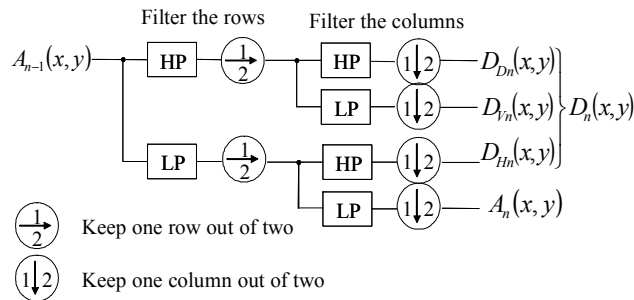 Filter the rows Filter the columns
A_{n-1}(x, y) HP 1 2 HP 1 2 D_{Dn}(x, y)
LP 1 2 D_{Vn}(x, y) D_n(x, y)
LP 1 2 HP 1 2 D_{Hn}(x, y)
LP 1 2 A_n(x, y)
1 2 Keep one row out of two
1 2 Keep one column out of two